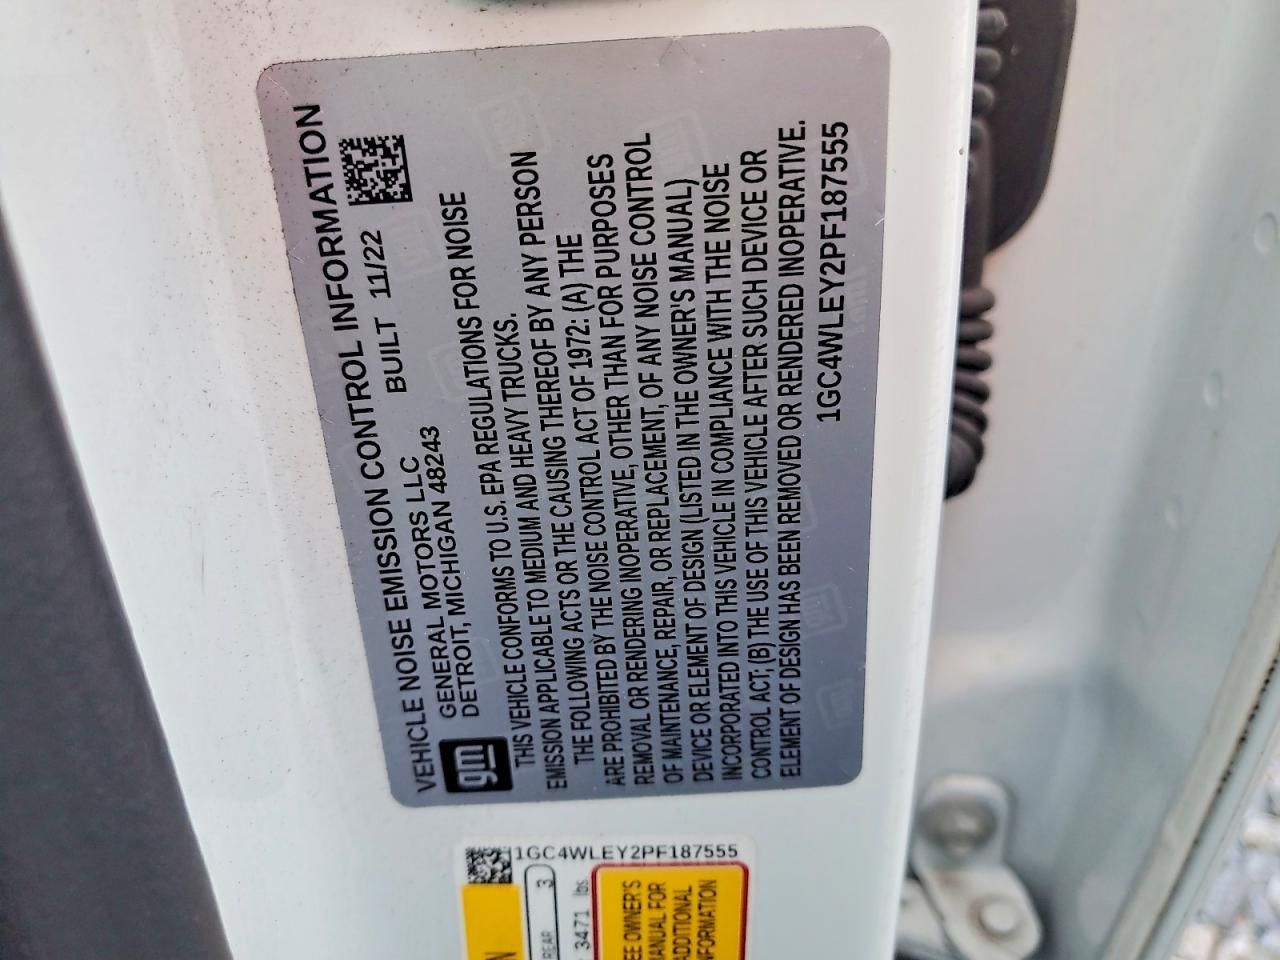 VEHICLE NOISE EMISSION CONTROL INFORMATION
gm
GENERAL MOTORS LLC
DETROIT, MICHIGAN 48243
BUILT 11/22
THIS VEHICLE CONFORMS TO U.S. EPA REGULATIONS FOR NOISE
EMISSION APPLICABLE TO MEDIUM AND HEAVY TRUCKS.
THE FOLLOWING ACTS OR THE CAUSING THEREOF BY ANY PERSON
ARE PROHIBITED BY THE NOISE CONTROL ACT OF 1972: (A) THE
REMOVAL OR RENDERING INOPERATIVE, OTHER THAN FOR PURPOSES
OF MAINTENANCE, REPAIR, OR REPLACEMENT, OF ANY NOISE CONTROL
DEVICE OR ELEMENT OF DESIGN (LISTED IN THE OWNER'S MANUAL)
INCORPORATED INTO THIS VEHICLE IN COMPLIANCE WITH THE NOISE
CONTROL ACT; (B) THE USE OF THIS VEHICLE AFTER SUCH DEVICE OR
ELEMENT OF DESIGN HAS BEEN REMOVED OR RENDERED INOPERATIVE.
1GC4WLEY2PF187555
1GC4WLEY2PF187555
REAR 3
3471 lbs.
OWNER'S
MANUAL FOR
ADDITIONAL